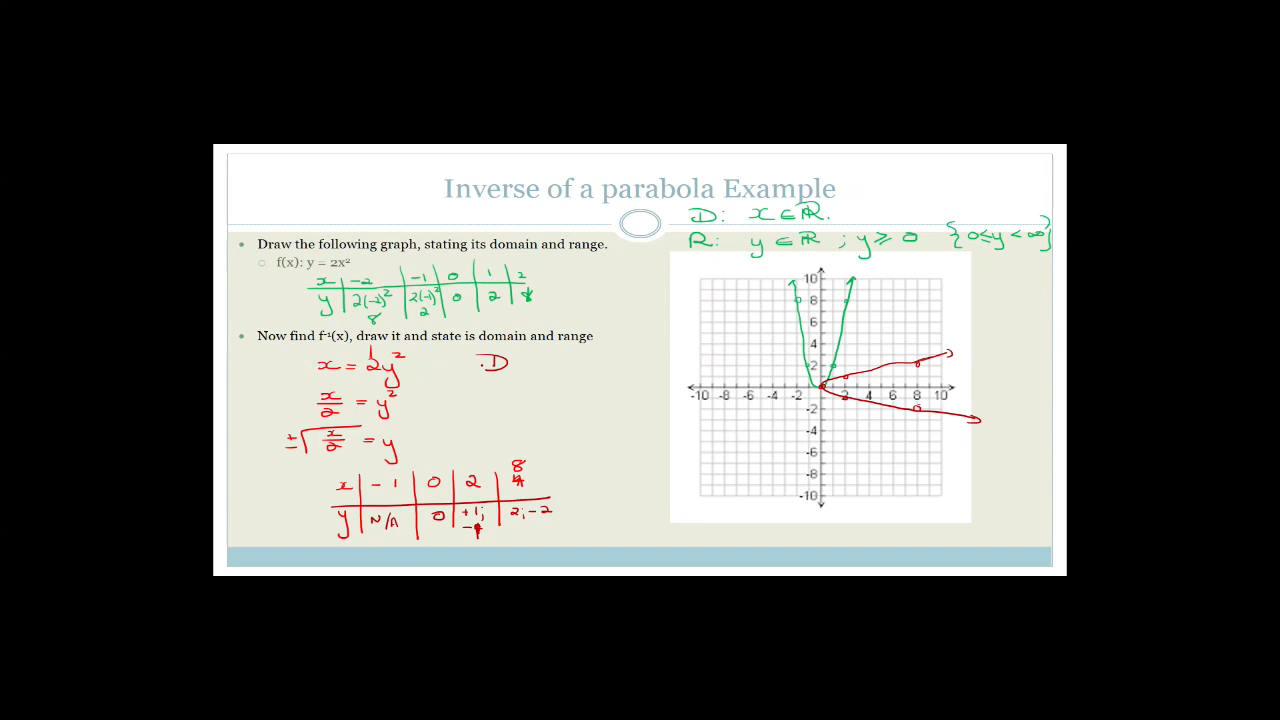 Inverse of a parabola Example
D: x ∈ ℝ.
R: y ∈ ℝ ; y ≥ 0 {0 ≤ y < ∞}
Draw the following graph, stating its domain and range.
f(x): y = 2x²
x | -2 | -1 | 0 | 1 | 2
y | 2(-2)² | 2(-1)² | 0 | 2 | 8
8 2
Now find f⁻¹(x), draw it and state is domain and range
x = 2y²
D
x/2 = y²
±√(x/2) = y
8
x | -1 | 0 | 2 | 4
y | N/A | 0 | +1; -1 | 2; -2
10
8
6
4
2
-10 -8 -6 -4 -2 2 4 6 8 10
-2
-4
-6
-8
-10